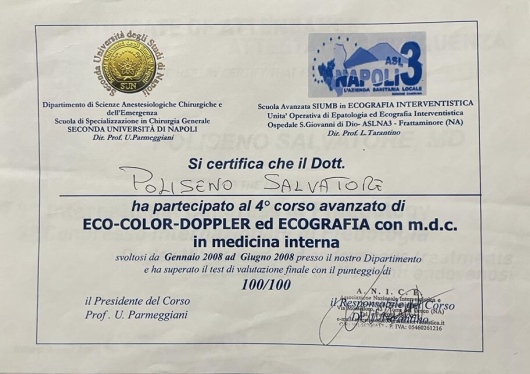 Seconda Università degli Studi di Napoli
SUN
ASL
NAPOLI 3
L'AZIENDA SANITARIA LOCALE
Dipartimento di Scienze Anestesiologiche Chirurgiche e
dell'Emergenza
Scuola di Specializzazione in Chirurgia Generale
SECONDA UNIVERSITÀ DI NAPOLI
Dir. Prof. U.Parmeggiani
Scuola Avanzata SIUMB in ECOGRAFIA INTERVENTISTICA
Unita' Operativa di Epatologia ed Ecografia Interventistica
Ospedale S.Giovanni di Dio- ASLNA3 - Frattaminore (NA)
Dir. Prof. L.Tarantino
Si certifica che il Dott.
POLISENO SALVATORE
ha partecipato al 4° corso avanzato di
ECO-COLOR-DOPPLER ed ECOGRAFIA con m.d.c.
in medicina interna
svoltosi da Gennaio 2008 ad Giugno 2008 presso il nostro Dipartimento
e ha superato il test di valutazione finale con il punteggio di
100/100
il Presidente del Corso
Prof. U. Parmeggiani
A. N. I. C. E.
il Responsabile del Corso
P. IVA: 05460261216